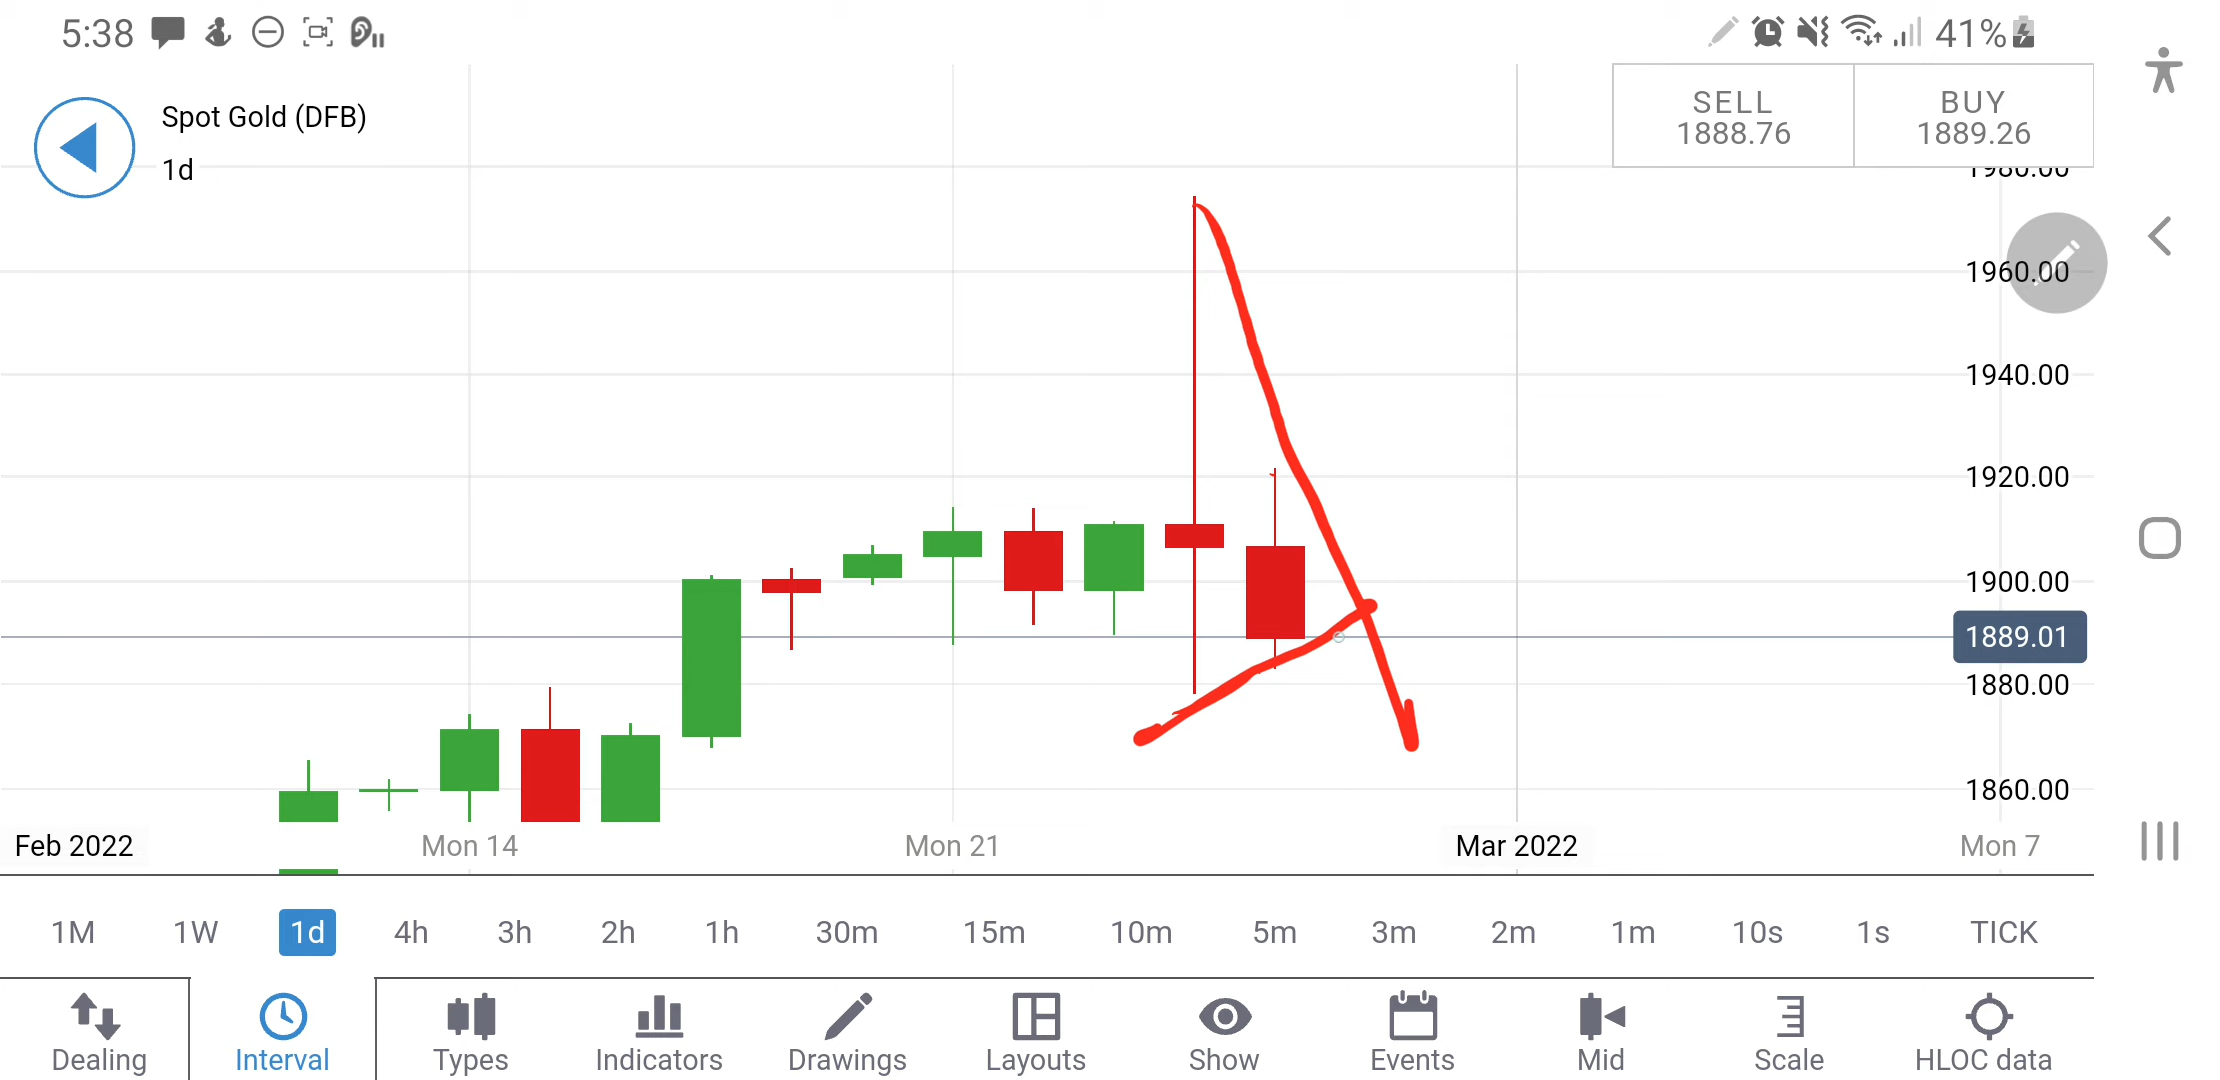 5:38
41%
Spot Gold (DFB)
1d
SELL
1888.76
BUY
1889.26
1980.00
1960.00
1940.00
1920.00
1900.00
1889.01
1880.00
1860.00
Feb 2022 Mon 14 Mon 21 Mar 2022 Mon 7
1M 1W 1d 4h 3h 2h 1h 30m 15m 10m 5m 3m 2m 1m 10s 1s TICK
Dealing Interval Types Indicators Drawings Layouts Show Events Mid Scale HLOC data